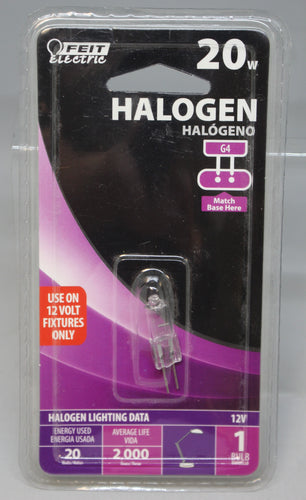 FEIT
electric
20w
HALOGEN
HALÓGENO
G4
Match
Base Here
USE ON
12 VOLT
FIXTURES
ONLY
HALOGEN LIGHTING DATA
12V
ENERGY USED
ENERGIA USADA
20
AVERAGE LIFE
VIDA
2,000
1
BULB